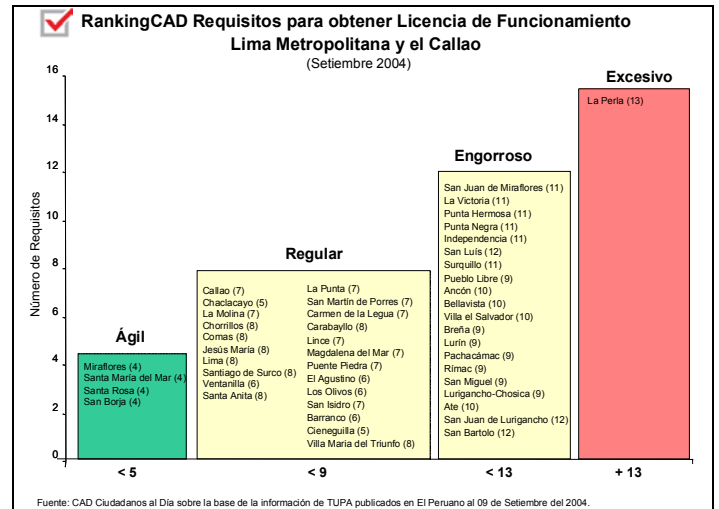 RankingCAD Requisitos para obtener Licencia de Funcionamiento
Lima Metropolitana y el Callao
(Setiembre 2004)
Número de Requisitos
16
14
12
10
8
6
4
2
0
Ágil
Miraflores (4)
Santa María del Mar (4)
Santa Rosa (4)
San Borja (4)
< 5
Regular
Callao (7)
Chaclacayo (5)
La Molina (7)
Chorrillos (8)
Comas (8)
Jesús María (8)
Lima (8)
Santiago de Surco (8)
Ventanilla (6)
Santa Anita (8)
La Punta (7)
San Martín de Porres (7)
Carmen de la Legua (7)
Carabayllo (8)
Lince (7)
Magdalena del Mar (7)
Puente Piedra (7)
El Agustino (6)
Los Olivos (6)
San Isidro (7)
Barranco (6)
Cieneguilla (5)
Villa Maria del Triunfo (8)
< 9
Engorroso
San Juan de Miraflores (11)
La Victoria (11)
Punta Hermosa (11)
Punta Negra (11)
Independencia (11)
San Luís (12)
Surquillo (11)
Pueblo Libre (9)
Ancón (10)
Bellavista (10)
Villa el Salvador (10)
Breña (9)
Lurín (9)
Pachacámac (9)
Rímac (9)
San Miguel (9)
Lurigancho-Chosica (9)
Ate (10)
San Juan de Lurigancho (12)
San Bartolo (12)
< 13
Excesivo
La Perla (13)
+ 13
Fuente: CAD Ciudadanos al Día sobre la base de la información de TUPA publicados en El Peruano al 09 de Setiembre del 2004.